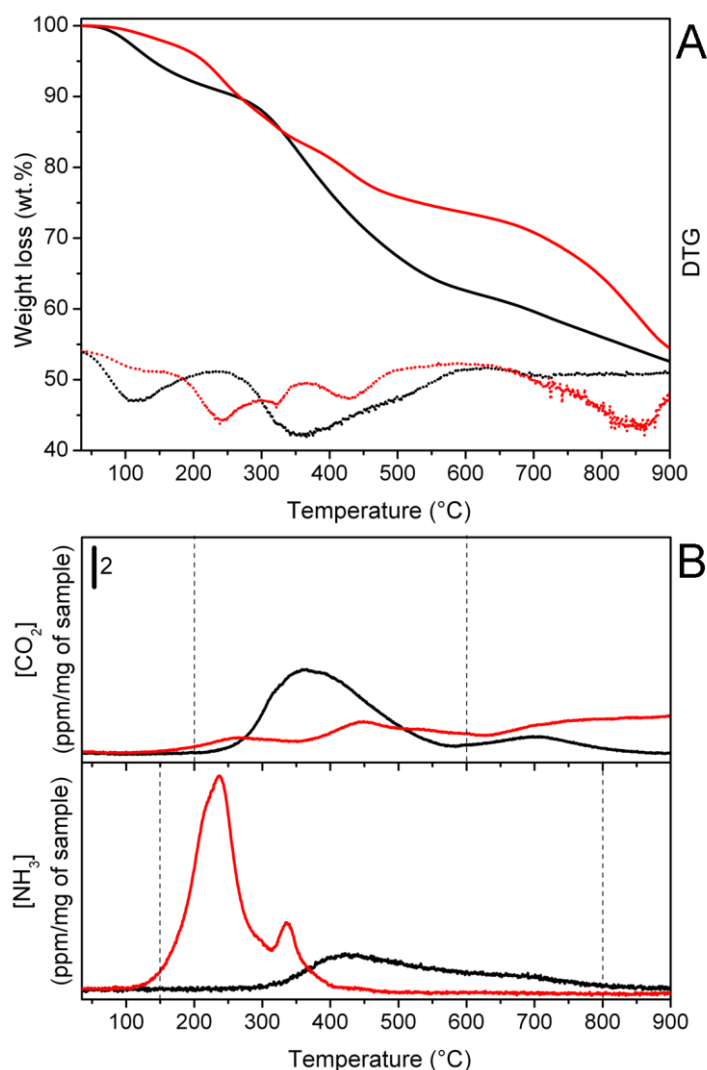 A
Weight loss (wt.%)
100
90
80
70
60
50
40
DTG
100 200 300 400 500 600 700 800 900
Temperature (°C)
B
2
[CO₂]
(ppm/mg of sample)
[NH₃]
(ppm/mg of sample)
100 200 300 400 500 600 700 800 900
Temperature (°C)